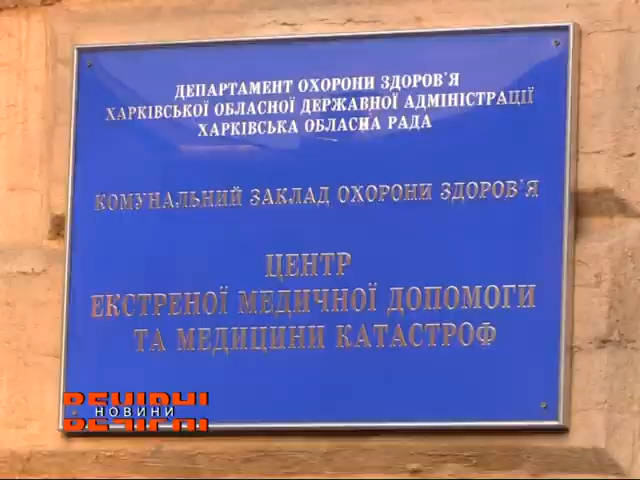 ДЕПАРТАМЕНТ ОХОРОНИ ЗДОРОВ'Я
ХАРКІВСЬКОЇ ОБЛАСНОЇ ДЕРЖАВНОЇ АДМІНІСТРАЦІЇ
ХАРКІВСЬКА ОБЛАСНА РАДА
КОМУНАЛЬНИЙ ЗАКЛАД ОХОРОНИ ЗДОРОВ'Я
ЦЕНТР
ЕКСТРЕНОЇ МЕДИЧНОЇ ДОПОМОГИ
ТА МЕДИЦИНИ КАТАСТРОФ
ВЕЧІРНІ
НОВИНИ